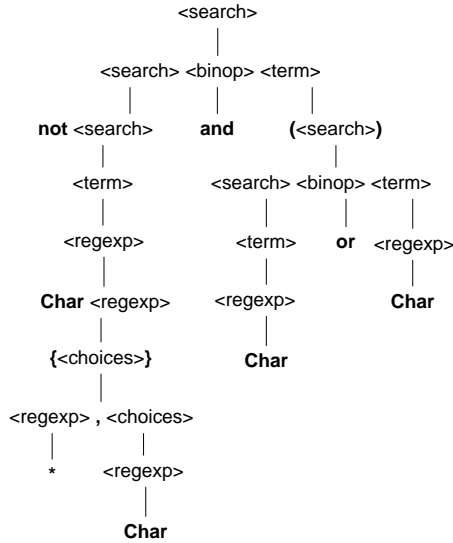 <search>
<search> <binop> <term>
not <search> and (<search>)
<term> <search> <binop> <term>
<regexp> <term> or <regexp>
Char <regexp> <regexp> Char
{<choices>} Char
<regexp> , <choices>
* <regexp>
Char